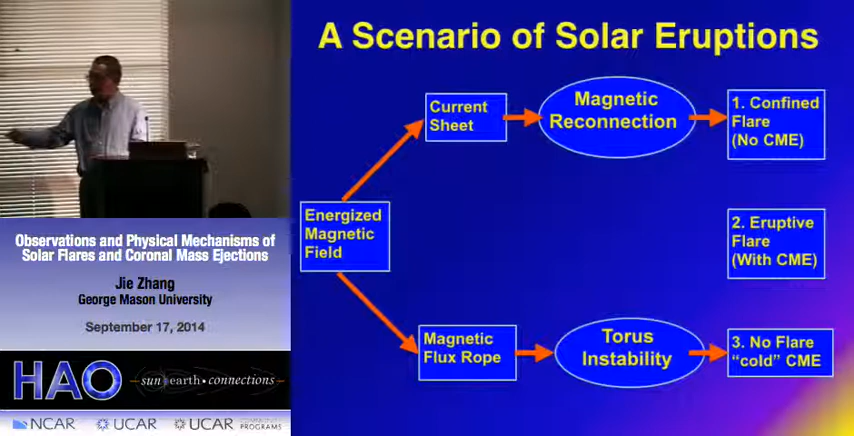 A Scenario of Solar Eruptions
Current
Sheet
Magnetic
Reconnection
1. Confined
Flare
(No CME)
Energized
Magnetic
Field
2. Eruptive
Flare
(With CME)
Magnetic
Flux Rope
Torus
Instability
3. No Flare
“cold” CME
Observations and Physical Mechanisms of
Solar Flares and Coronal Mass Ejections
Jie Zhang
George Mason University
September 17, 2014
HAO
sun earth • connections
NCAR
UCAR
UCAR COMMUNITY
PROGRAMS